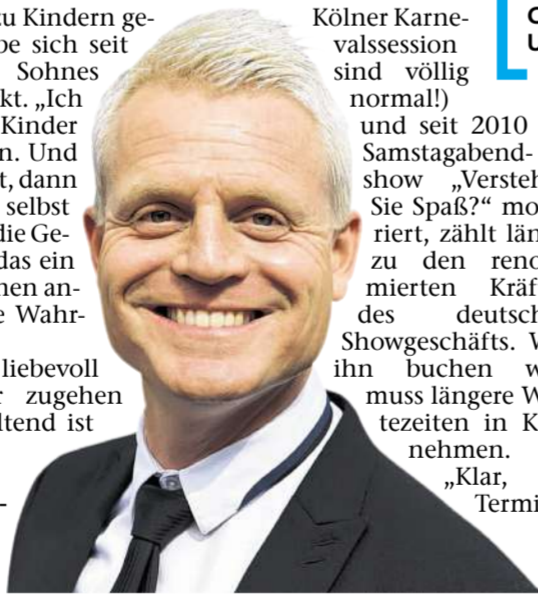 zu Kindern ge-
be sich seit
Sohnes
kt. „Ich
Kinder
n. Und
t, dann
selbst
die Ge-
das ein
nen an-
e Wahr-
liebevoll
r zugehen
ltend ist
Kölner Karne-
valssession
sind völlig
normal!)
und seit 2010
Samstagabend-
show „Versteh
Sie Spaß?“ mo
riert, zählt län
zu den reno
mierten Kräf
des deutsch
Showgeschäfts. W
ihn buchen w
muss längere W
tezeiten in K
nehmen.
„Klar,
Termi